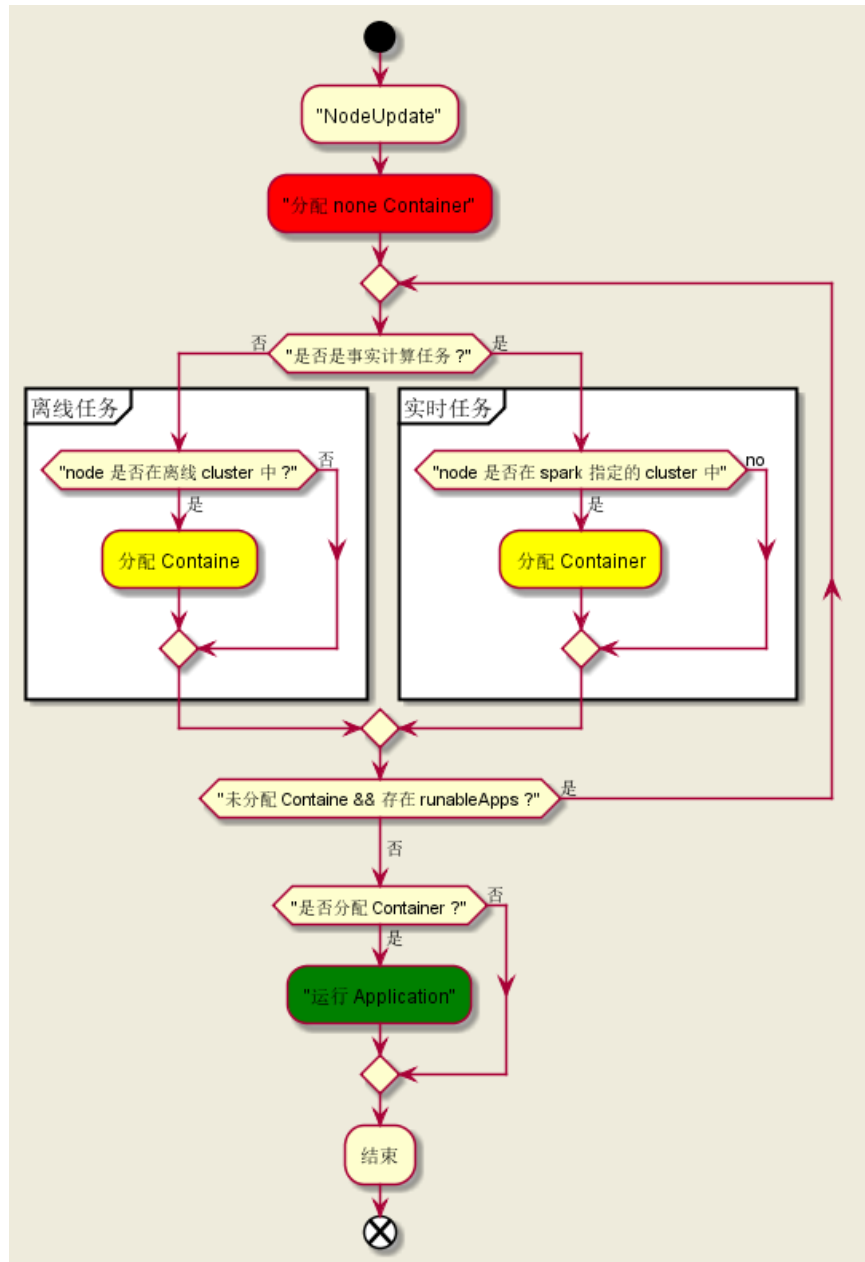 "NodeUpdate"
"分配 none Container"
"是否是事实计算任务 ?"
否
是
离线任务
"node 是否在离线 cluster 中 ?"
否
是
分配 Containe
实时任务
"node 是否在 spark 指定的 cluster 中"
no
是
分配 Container
"未分配 Containe && 存在 runableApps ?"
是
否
"是否分配 Container ?"
否
是
"运行 Application"
结束